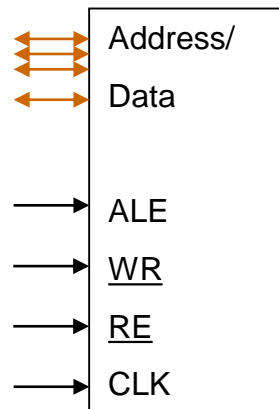 Address/
Data
ALE
WR
RE
CLK